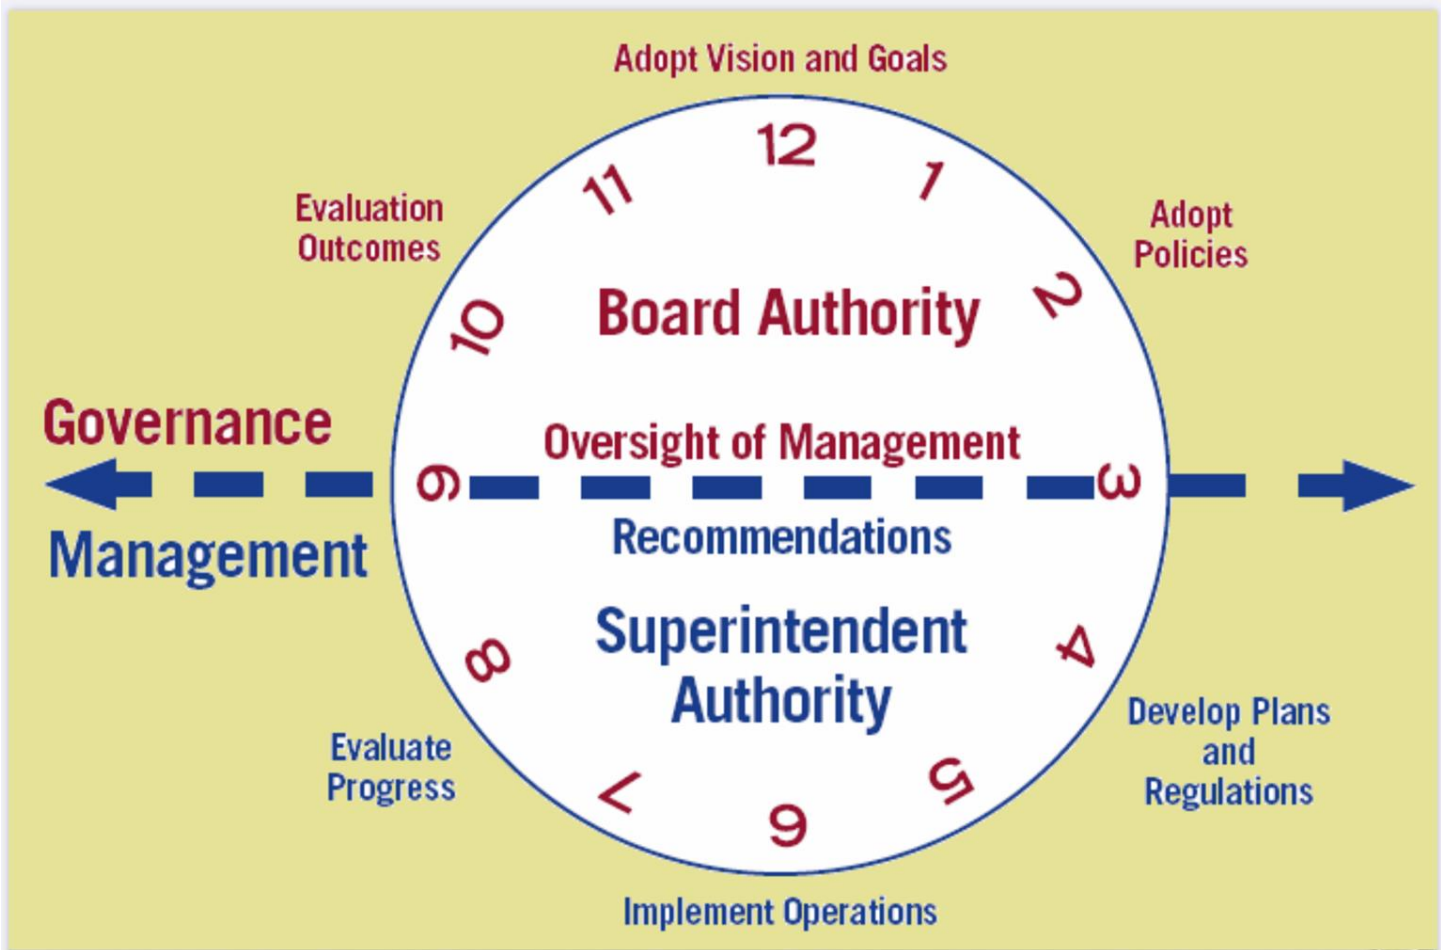 Adopt Vision and Goals
12
11
1
Evaluation
Outcomes
Adopt
Policies
10
2
Board Authority
Governance
Oversight of Management
9
3
Management
Recommendations
Superintendent
Authority
8
4
Evaluate
Progress
Develop Plans
and
Regulations
7
5
6
Implement Operations